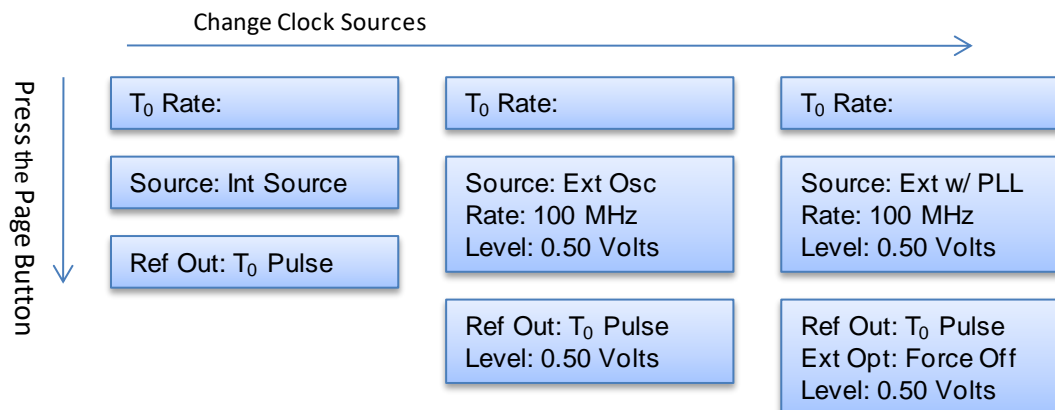 Change Clock Sources
Press the Page Button
T₀ Rate:
Source: Int Source
Ref Out: T₀ Pulse
T₀ Rate:
Source: Ext Osc
Rate: 100 MHz
Level: 0.50 Volts
Ref Out: T₀ Pulse
Level: 0.50 Volts
T₀ Rate:
Source: Ext w/ PLL
Rate: 100 MHz
Level: 0.50 Volts
Ref Out: T₀ Pulse
Ext Opt: Force Off
Level: 0.50 Volts